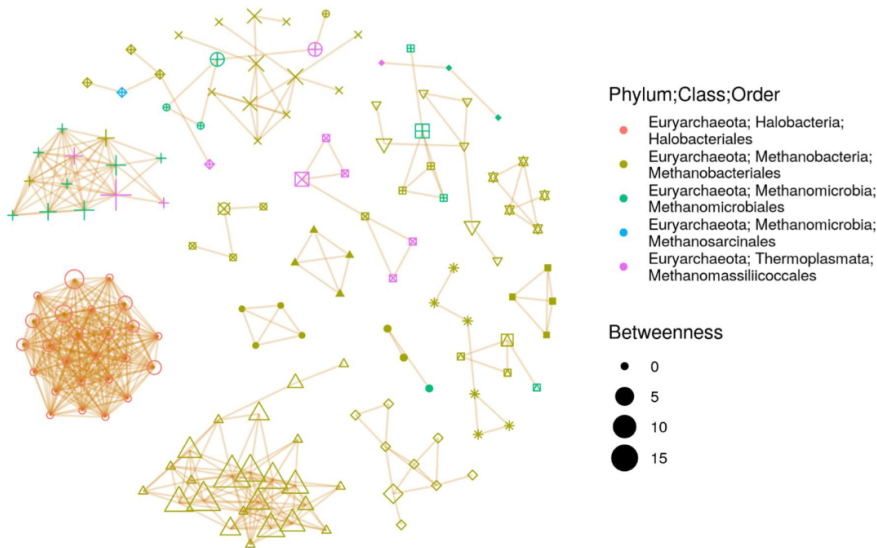 Phylum;Class;Order
Euryarchaeota; Halobacteria;
Halobacteriales
Euryarchaeota; Methanobacteria;
Methanobacteriales
Euryarchaeota; Methanomicrobia;
Methanomicrobiales
Euryarchaeota; Methanomicrobia;
Methanosarcinales
Euryarchaeota; Thermoplasmata;
Methanomassiliicoccales
Betweenness
0
5
10
15